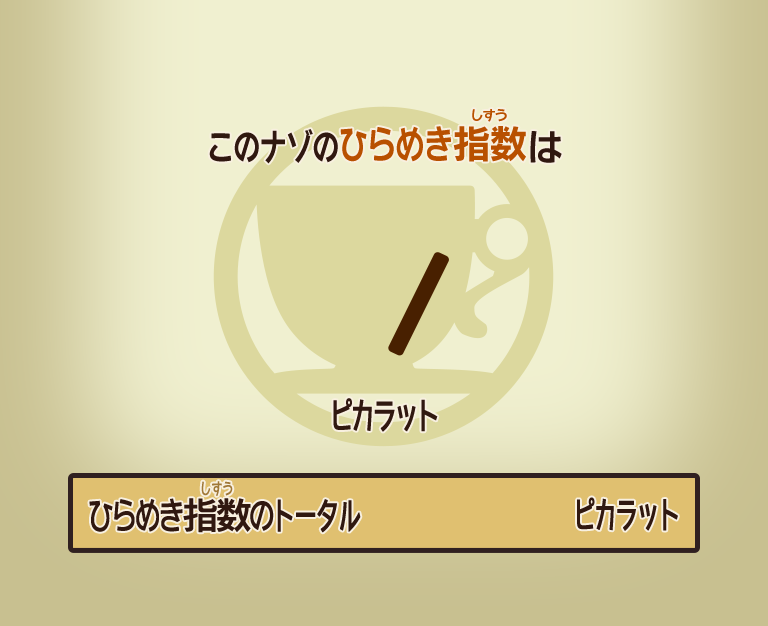 しすう
このナゾのひらめき指数は
/
ピカラット
しすう
ひらめき指数のトータル ピカラット